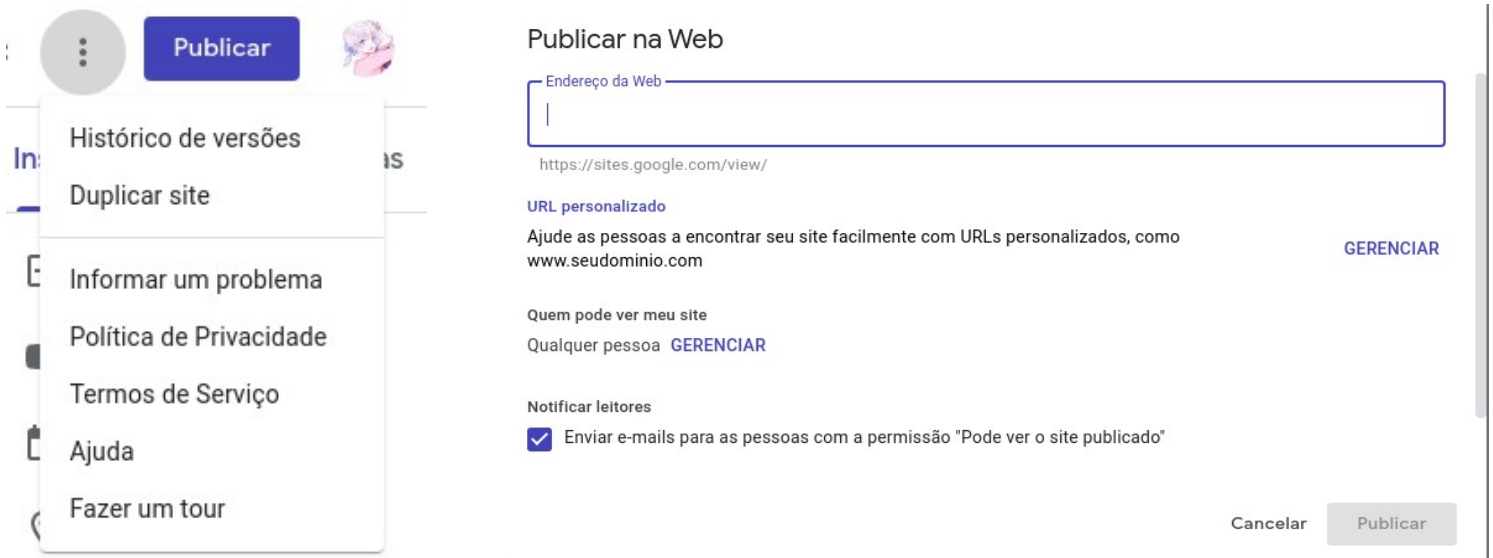 Publicar
Histórico de versões
Duplicar site
Informar um problema
Política de Privacidade
Termos de Serviço
Ajuda
Fazer um tour
Publicar na Web
Endereço da Web
https://sites.google.com/view/
URL personalizado
Ajude as pessoas a encontrar seu site facilmente com URLs personalizados, como
www.seudominio.com
GERENCIAR
Quem pode ver meu site
Qualquer pessoa GERENCIAR
Notificar leitores
Enviar e-mails para as pessoas com a permissão "Pode ver o site publicado"
Cancelar Publicar